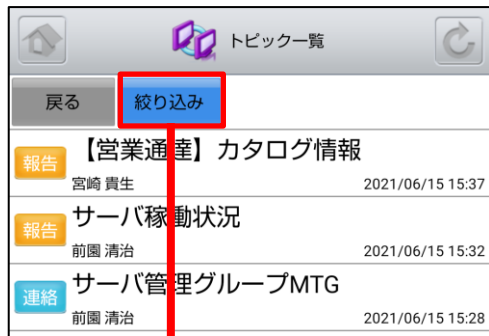 トピック一覧
戻る 絞り込み
報告 【営業通達】カタログ情報
宮崎 貴生 2021/06/15 15:37
報告 サーバ稼働状況
前園 清治 2021/06/15 15:32
連絡 サーバ管理グループMTG
前園 清治 2021/06/15 15:28